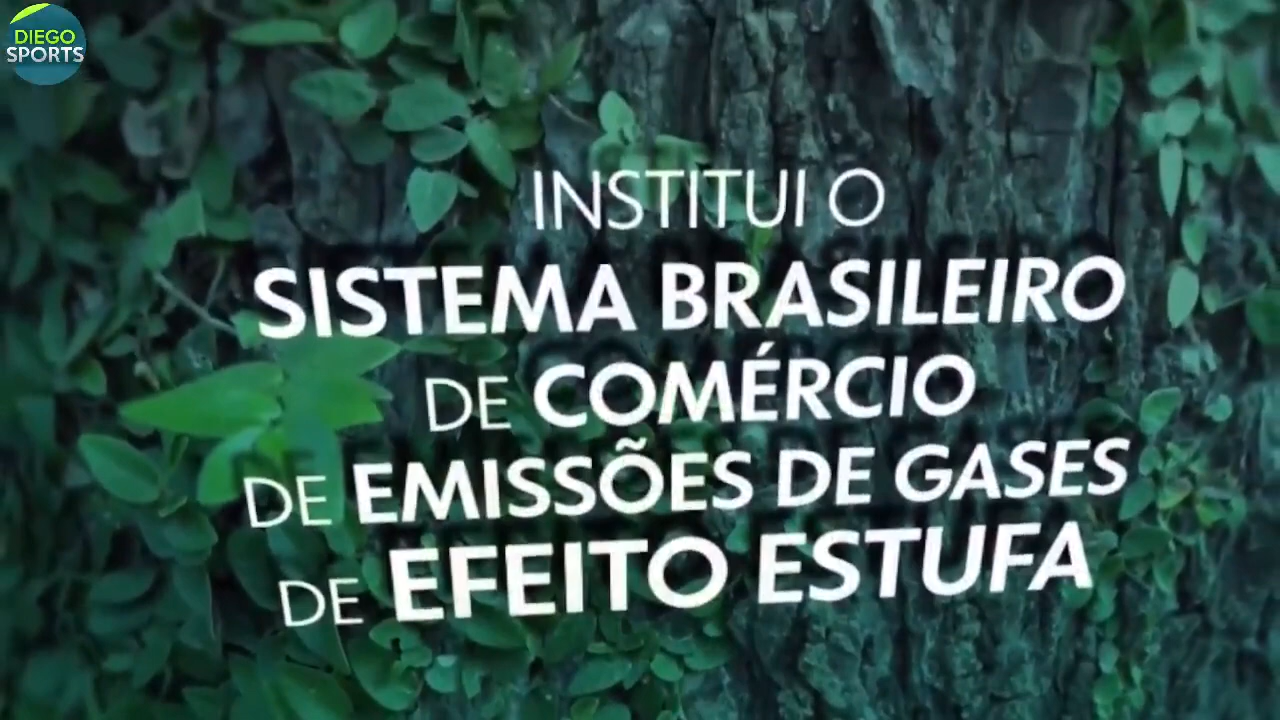 DIEGO
SPORTS
INSTITUI O
SISTEMA BRASILEIRO
DE COMÉRCIO
DE EMISSÕES DE GASES
DE EFEITO ESTUFA